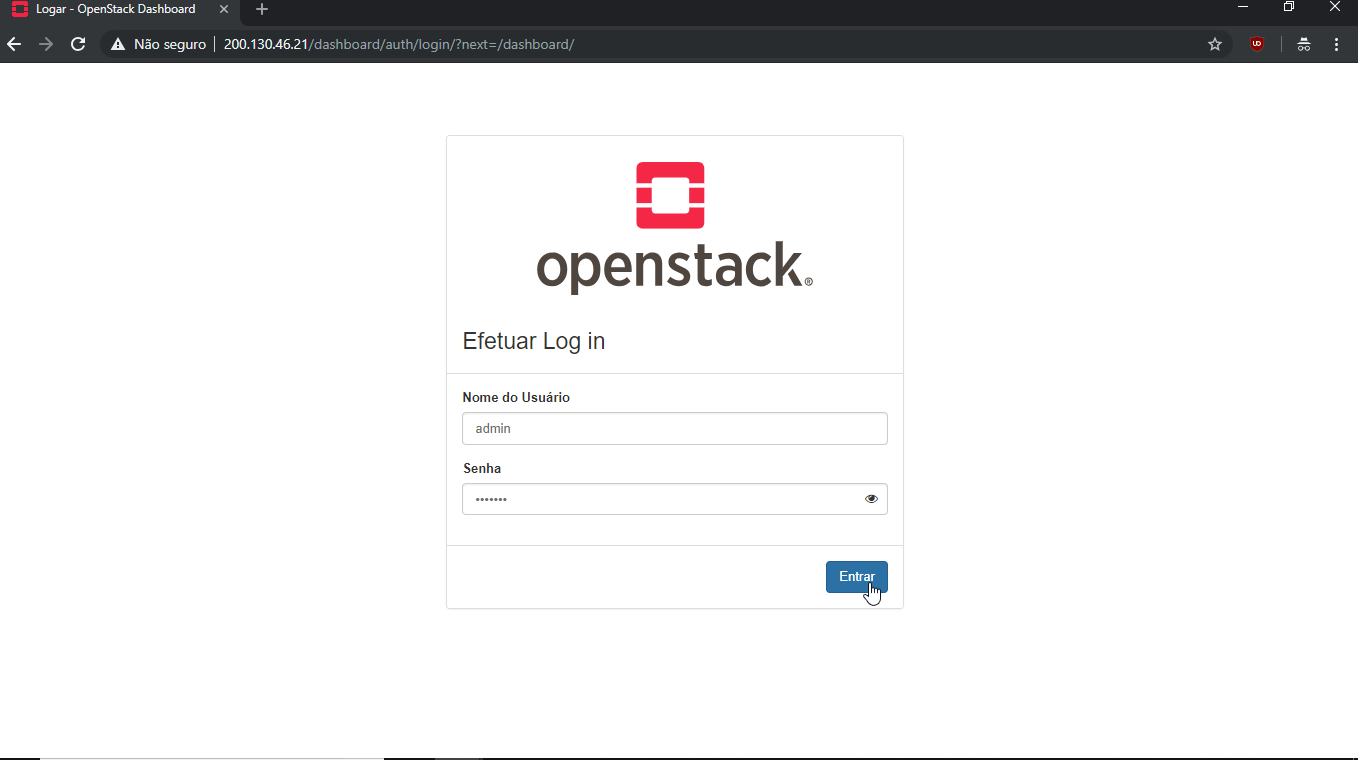 Logar - OpenStack Dashboard
Não seguro 200.130.46.21/dashboard/auth/login/?next=/dashboard/
openstack.®
Efetuar Log in
Nome do Usuário
admin
Senha
•••••••
Entrar